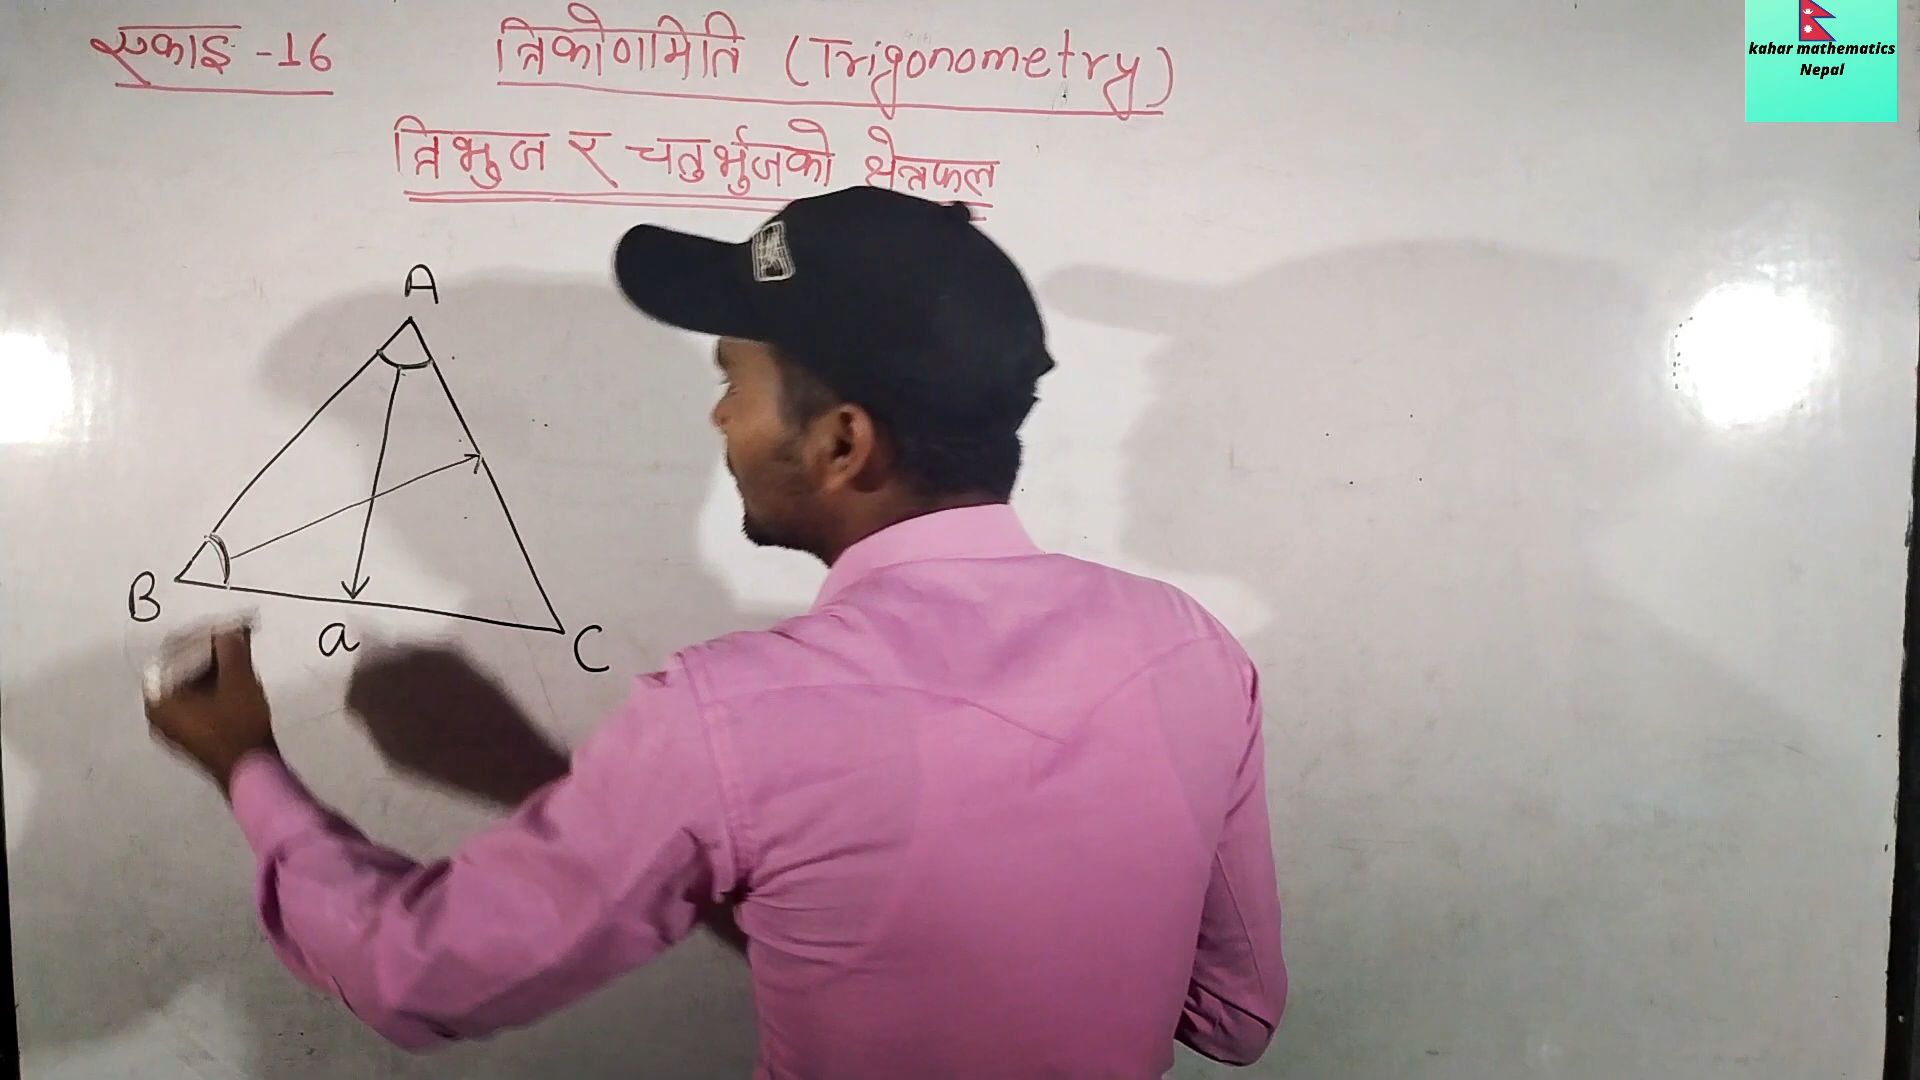 एकाइ -16
त्रिकोणमिति (Trigonometry)
त्रिभुज र चतुर्भुजको क्षेत्रफल
A
B
a
C
kahar mathematics
Nepal